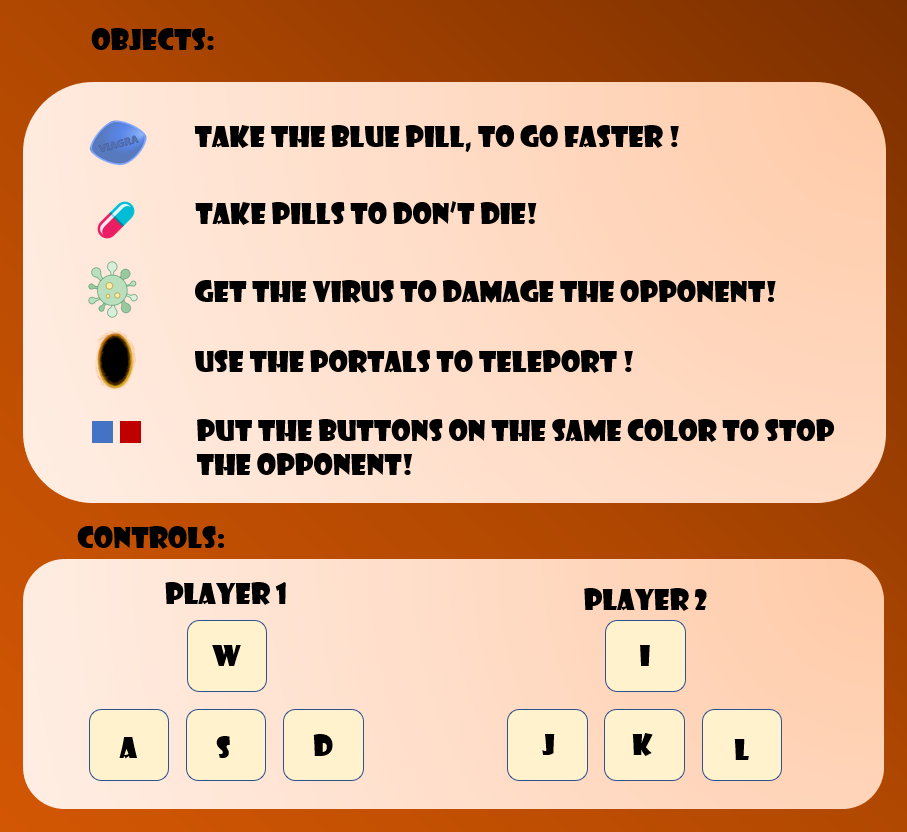 OBJECTS:
VIAGRA
TAKE THE BLUE PILL, TO GO FASTER !
TAKE PILLS TO DON'T DIE!
GET THE VIRUS TO DAMAGE THE OPPONENT!
USE THE PORTALS TO TELEPORT !
PUT THE BUTTONS ON THE SAME COLOR TO STOP
THE OPPONENT!
CONTROLS:
PLAYER 1
W
A S D
PLAYER 2
I
J K L